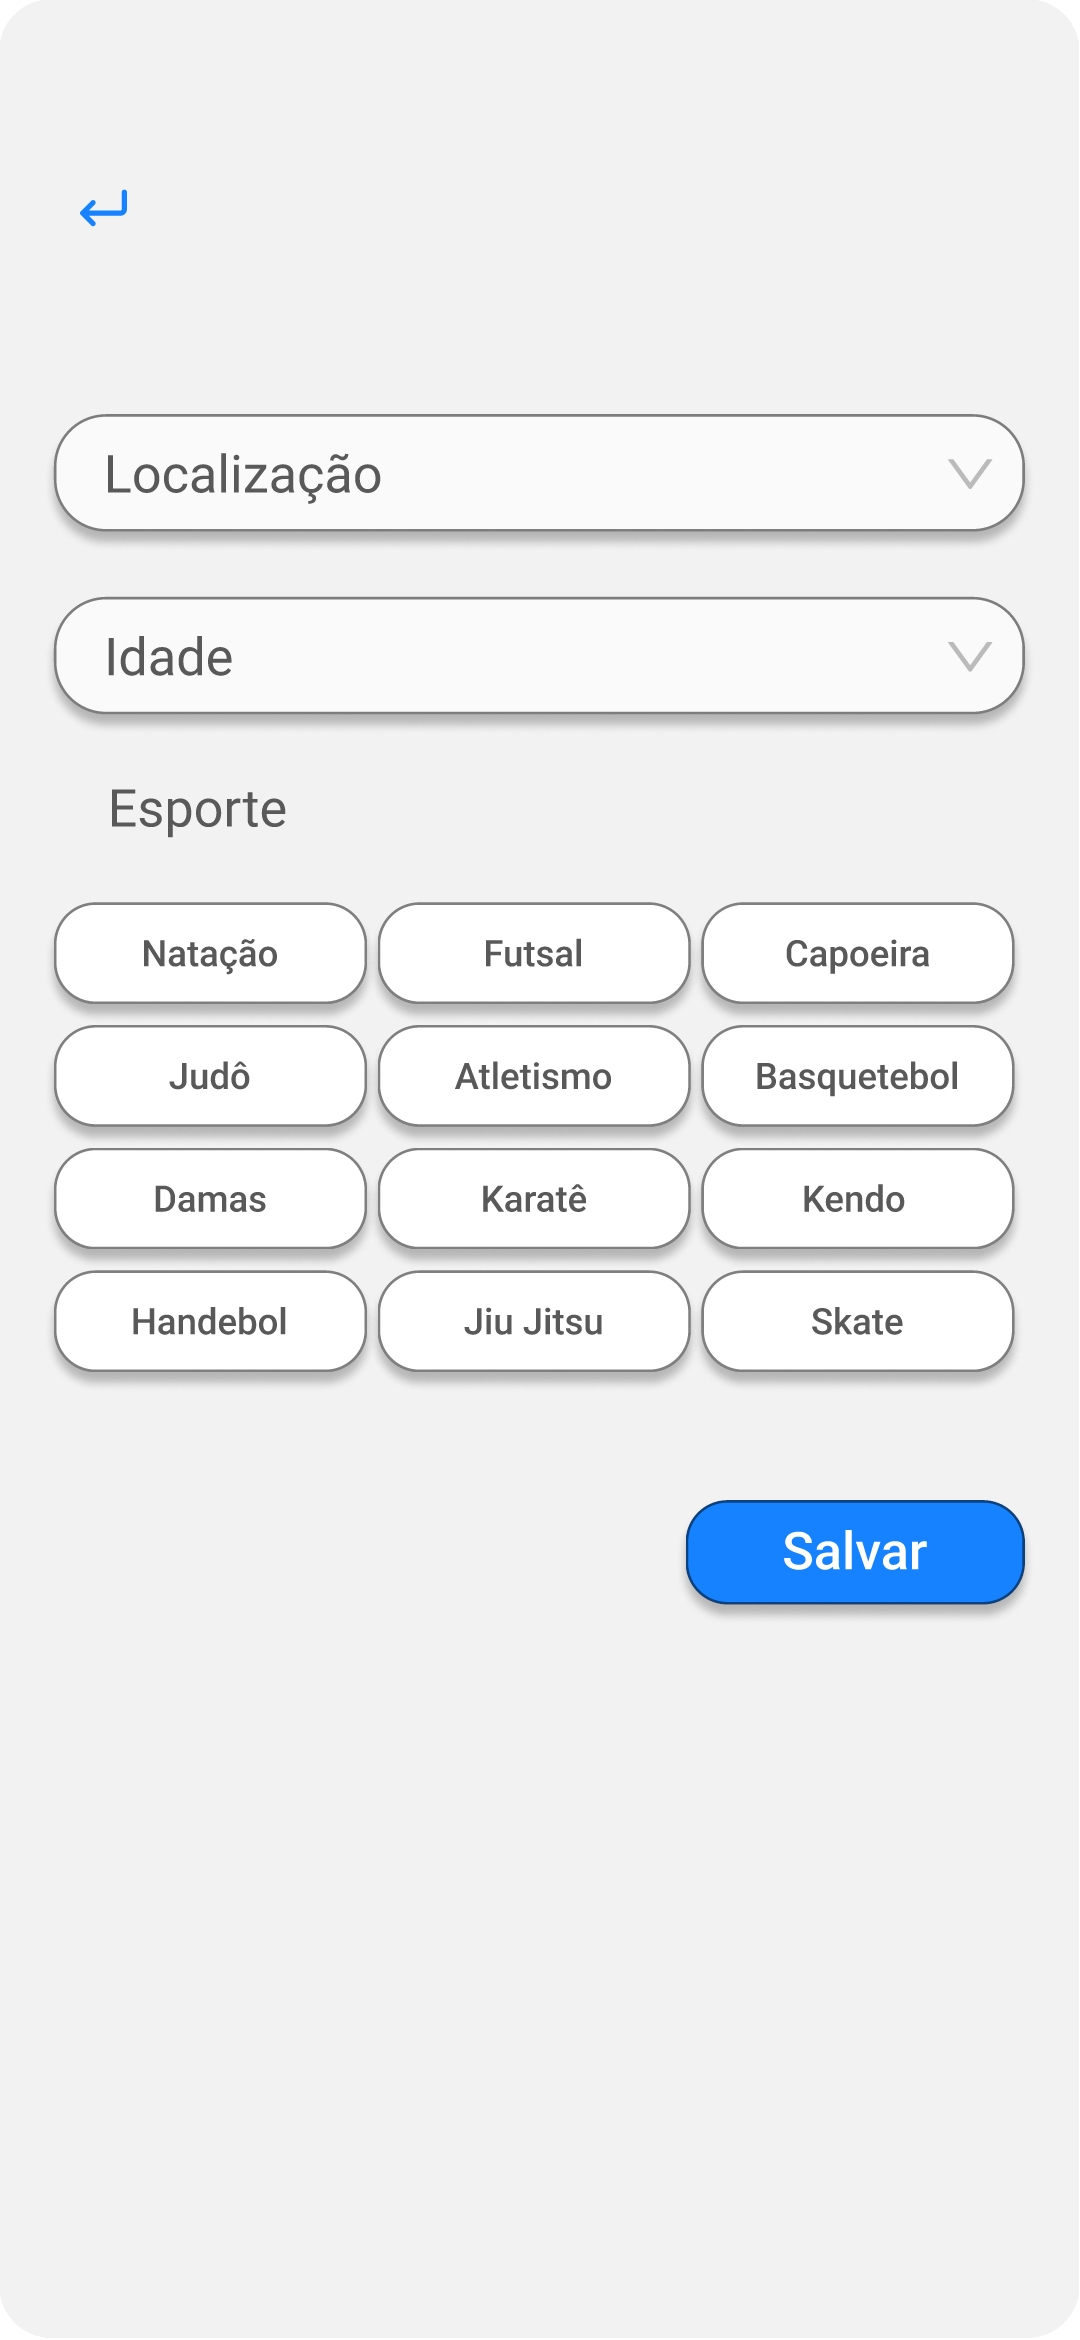 Localização
Idade
Esporte
Natação Futsal Capoeira
Judô Atletismo Basquetebol
Damas Karatê Kendo
Handebol Jiu Jitsu Skate
Salvar